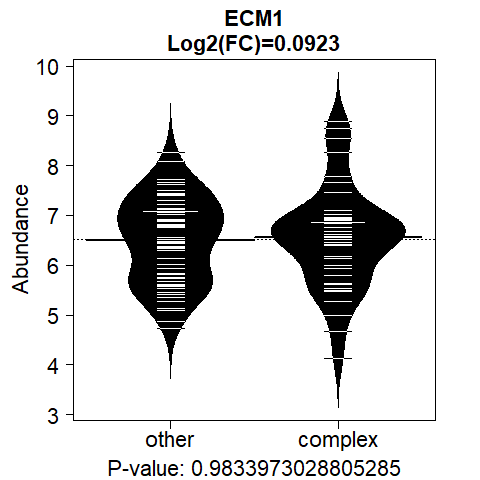 ECM1
Log2(FC)=0.0923
10
9
8
7
6
5
4
3
Abundance
other complex
P-value: 0.9833973028805285